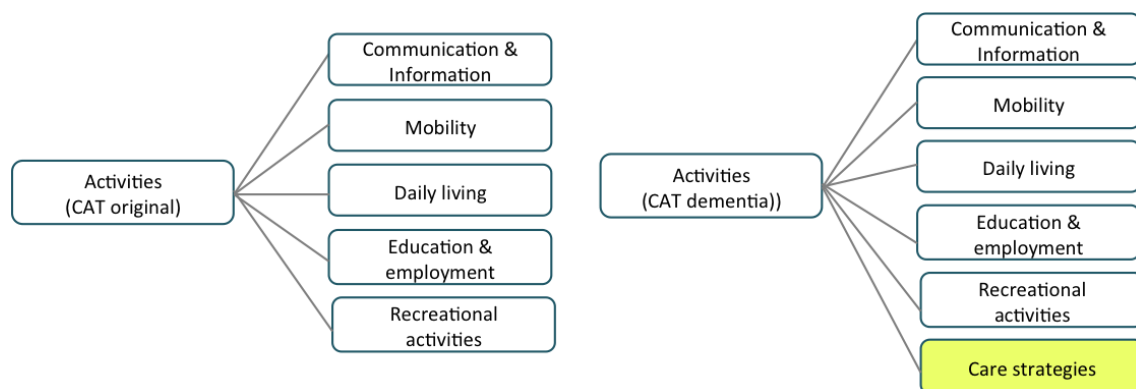 Activities
(CAT original)
Communication &
Information
Mobility
Daily living
Education &
employment
Recreational
activities
Activities
(CAT dementia))
Communication &
Information
Mobility
Daily living
Education &
employment
Recreational
activities
Care strategies